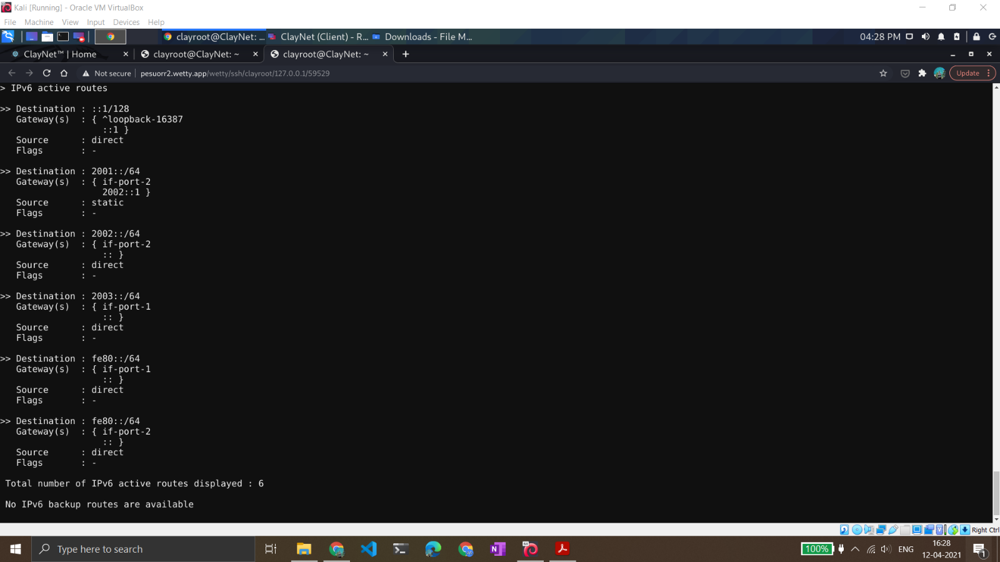 Kali [Running] - Oracle VM VirtualBox
File Machine View Input Devices Help
clayroot@ClayNet: ... ClayNet (Client) - R... Downloads - File M... 04:28 PM
ClayNet™ | Home × clayroot@ClayNet: ~ × clayroot@ClayNet: ~ × +
Not secure | pesuorr2.wetty.app/wetty/ssh/clayroot/127.0.0.1/59529 Update
> IPv6 active routes
>> Destination : ::1/128
Gateway(s) : { ^loopback-16387
::1 }
Source : direct
Flags : -
>> Destination : 2001::/64
Gateway(s) : { if-port-2
2002::1 }
Source : static
Flags : -
>> Destination : 2002::/64
Gateway(s) : { if-port-2
:: }
Source : direct
Flags : -
>> Destination : 2003::/64
Gateway(s) : { if-port-1
:: }
Source : direct
Flags : -
>> Destination : fe80::/64
Gateway(s) : { if-port-1
:: }
Source : direct
Flags : -
>> Destination : fe80::/64
Gateway(s) : { if-port-2
:: }
Source : direct
Flags : -
Total number of IPv6 active routes displayed : 6
No IPv6 backup routes are available
Right Ctrl
Type here to search
100% ENG 16:28
12-04-2021
1